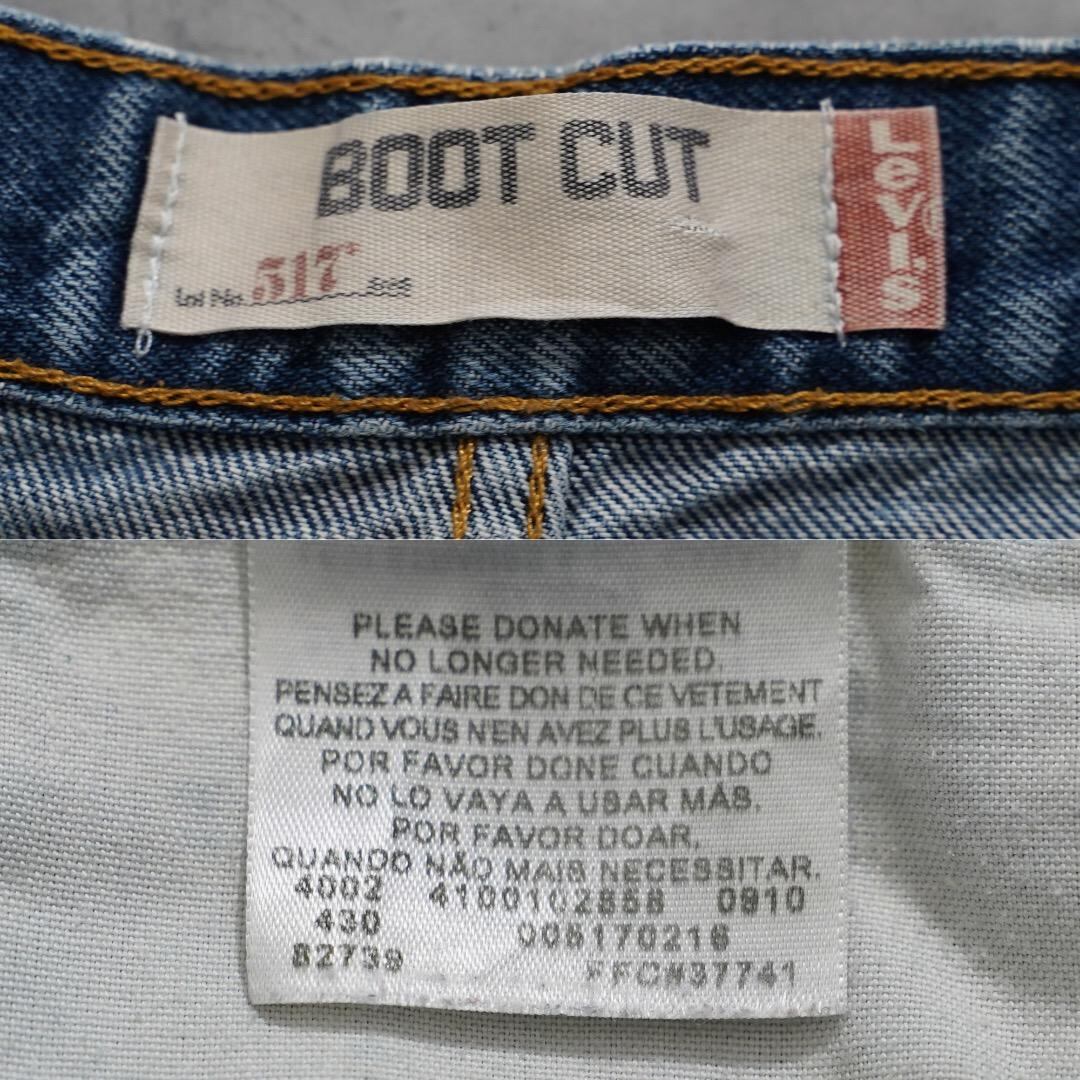 BOOT CUT
Lot No. 517
Levi's
PLEASE DONATE WHEN
NO LONGER NEEDED.
PENSEZ A FAIRE DON DE CE VETEMENT
QUAND VOUS N'EN AVEZ PLUS L'USAGE.
POR FAVOR DONE CUANDO
NO LO VAYA A USAR MÁS.
POR FAVOR DOAR,
QUANDO NÃO MAIS NECESSITAR.
4002 4100102858 0910
430 005170216
82739 FFC#37741